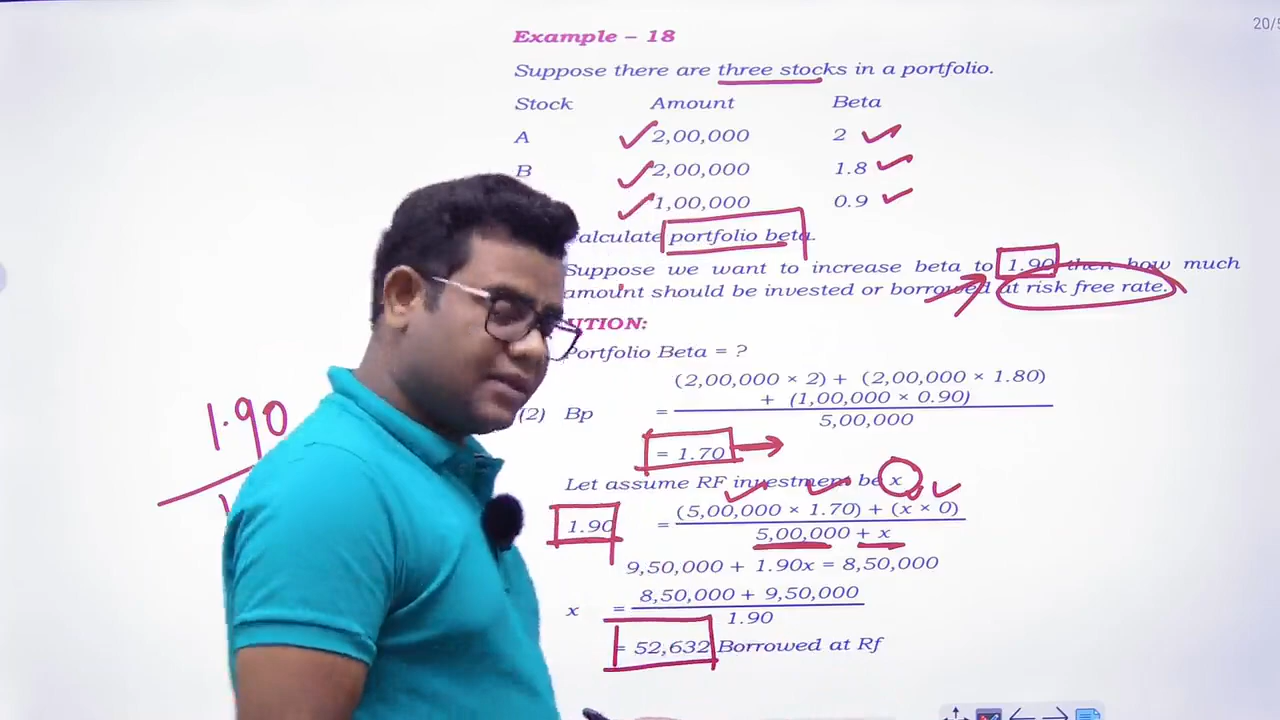 20/5
Example – 18
Suppose there are three stocks in a portfolio.
Stock Amount Beta
A 2,00,000 2
B 2,00,000 1.8
1,00,000 0.9
alculate portfolio beta.
Suppose we want to increase beta to 1.90 then how much
amount should be invested or borrowed at risk free rate.
UTION:
Portfolio Beta = ?
(2,00,000 × 2) + (2,00,000 × 1.80)
+ (1,00,000 × 0.90)
(2) Bp =
5,00,000
= 1.70
Let assume RF investment be x
1.90 = (5,00,000 × 1.70) + (x × 0)
5,00,000 + x
9,50,000 + 1.90x = 8,50,000
x = 8,50,000 + 9,50,000
1.90
= 52,632 Borrowed at Rf
1.90